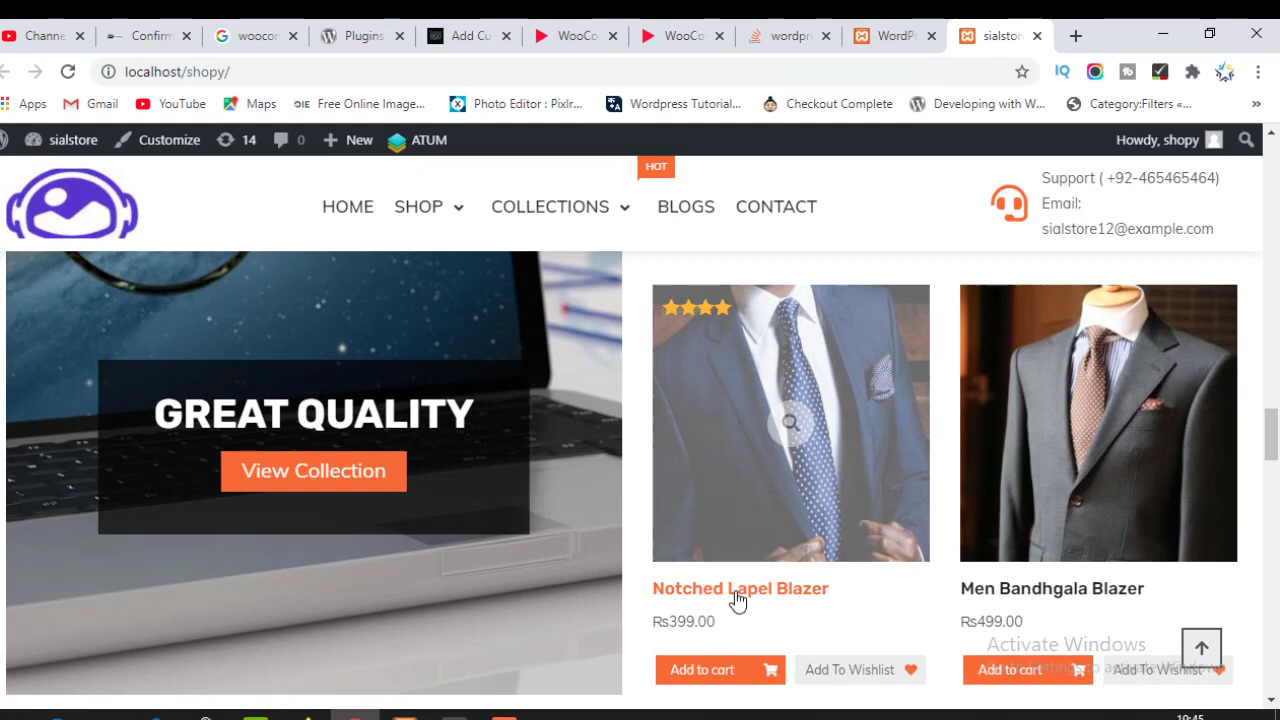 Channe
Confirm
wooco
Plugins
Add Cu
WooCo
WooCo
wordpr
WordPr
sialstor
localhost/shopy/
Apps
Gmail
YouTube
Maps
Free Online Image...
Photo Editor : Pixlr...
Wordpress Tutorial...
Checkout Complete
Developing with W...
Category:Filters «...
»
sialstore
Customize
14
0
New
ATUM
Howdy, shopy
HOT
HOME
SHOP
COLLECTIONS
BLOGS
CONTACT
Support ( +92-465465464)
Email:
sialstore12@example.com
GREAT QUALITY
View Collection
Notched Lapel Blazer
Men Bandhgala Blazer
₨399.00
₨499.00
Activate Windows
Add to cart
Add To Wishlist
Add to cart
Add To Wishlist